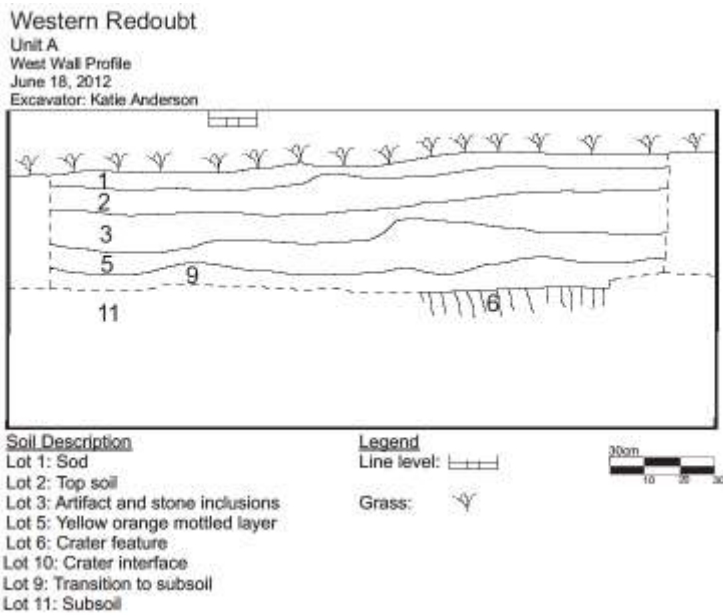 Western Redoubt
Unit A
West Wall Profile
June 18, 2012
Excavator: Katie Anderson
1
2
3
5
9
6
11
Soil Description
Lot 1: Sod
Lot 2: Top soil
Lot 3: Artifact and stone inclusions
Lot 5: Yellow orange mottled layer
Lot 6: Crater feature
Lot 10: Crater interface
Lot 9: Transition to subsoil
Lot 11: Subsoil
Legend
Line level:
Grass:
30cm
10 20 30